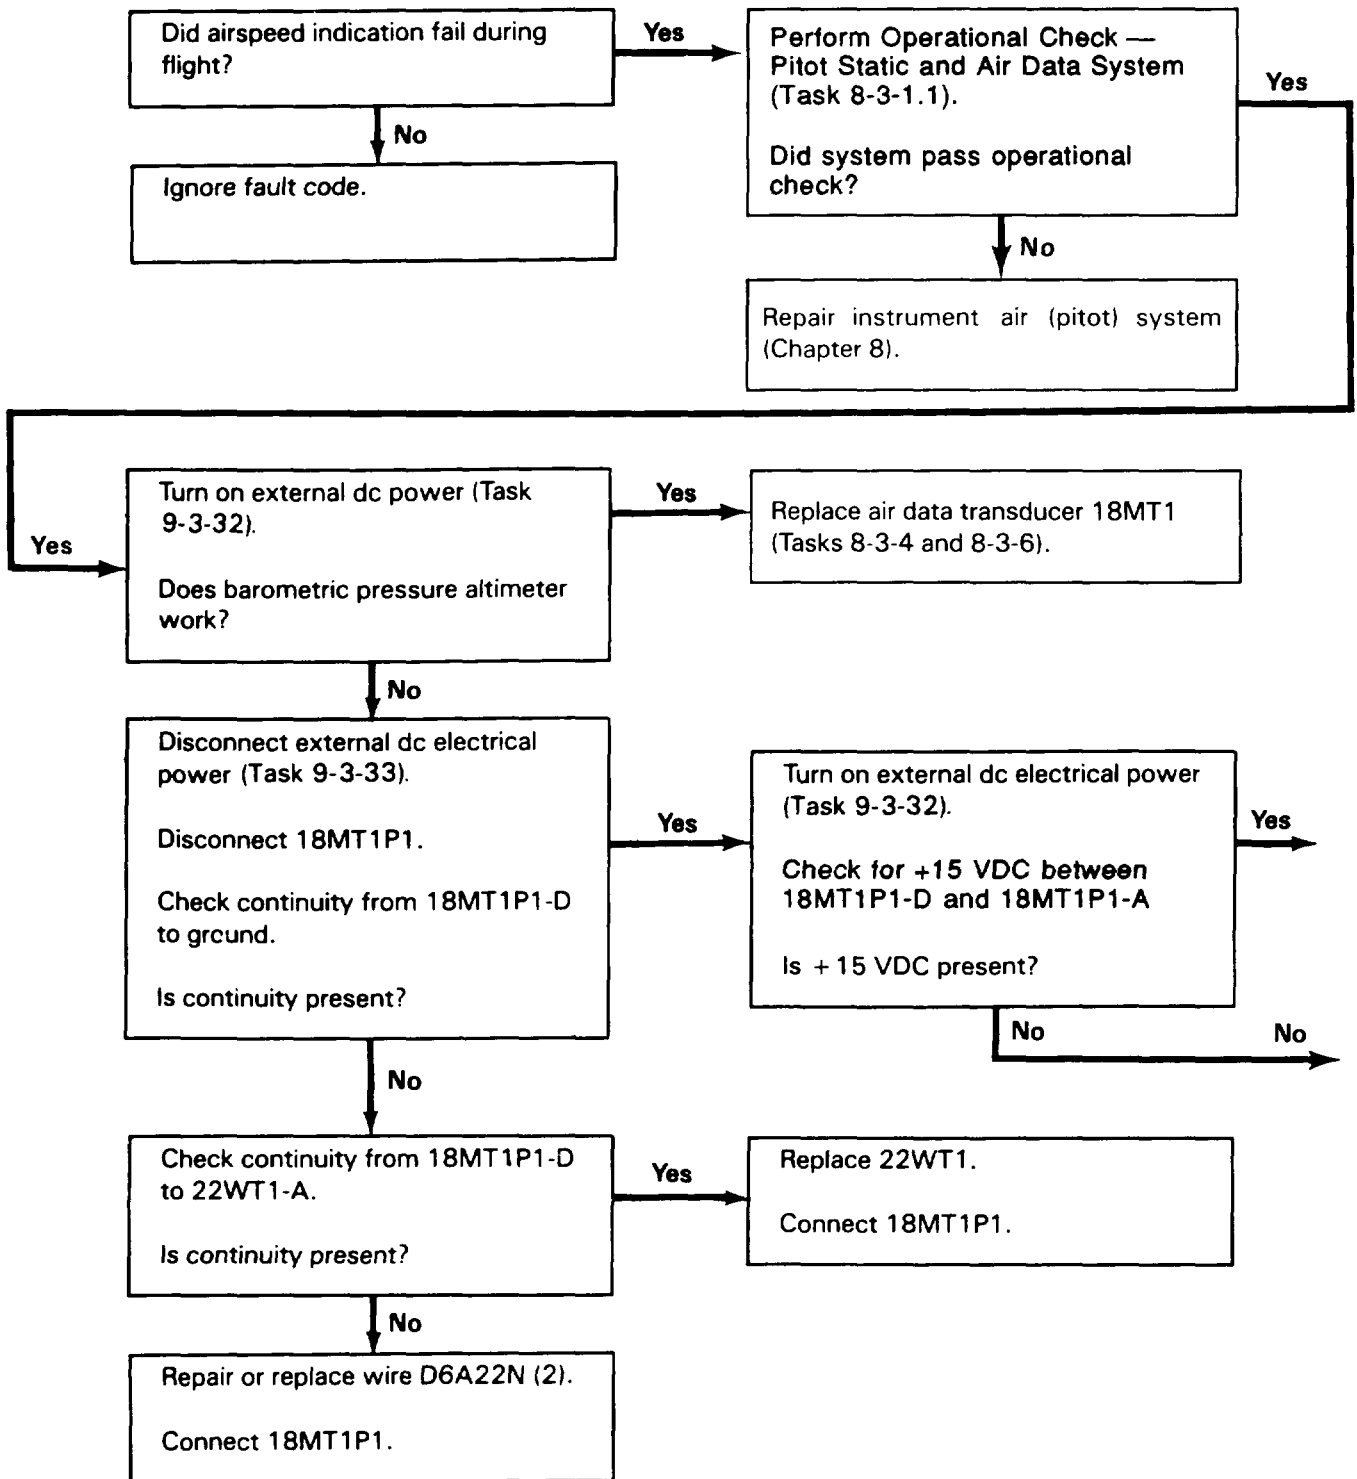 Did airspeed indication fail during
flight?
Yes
Perform Operational Check —
Pitot Static and Air Data System
(Task 8-3-1.1).
Did system pass operational
check?
Yes
No
Ignore fault code.
No
Repair instrument air (pitot) system
(Chapter 8).
Yes
Turn on external dc power (Task
9-3-32).
Does barometric pressure altimeter
work?
Yes
Replace air data transducer 18MT1
(Tasks 8-3-4 and 8-3-6).
No
Disconnect external dc electrical
power (Task 9-3-33).
Disconnect 18MT1P1.
Check continuity from 18MT1P1-D
to grcund.
Is continuity present?
Yes
Turn on external dc electrical power
(Task 9-3-32).
Check for +15 VDC between
18MT1P1-D and 18MT1P1-A
Is + 15 VDC present?
Yes
No
No
No
Check continuity from 18MT1P1-D
to 22WT1-A.
Is continuity present?
Yes
Replace 22WT1.
Connect 18MT1P1.
No
Repair or replace wire D6A22N (2).
Connect 18MT1P1.